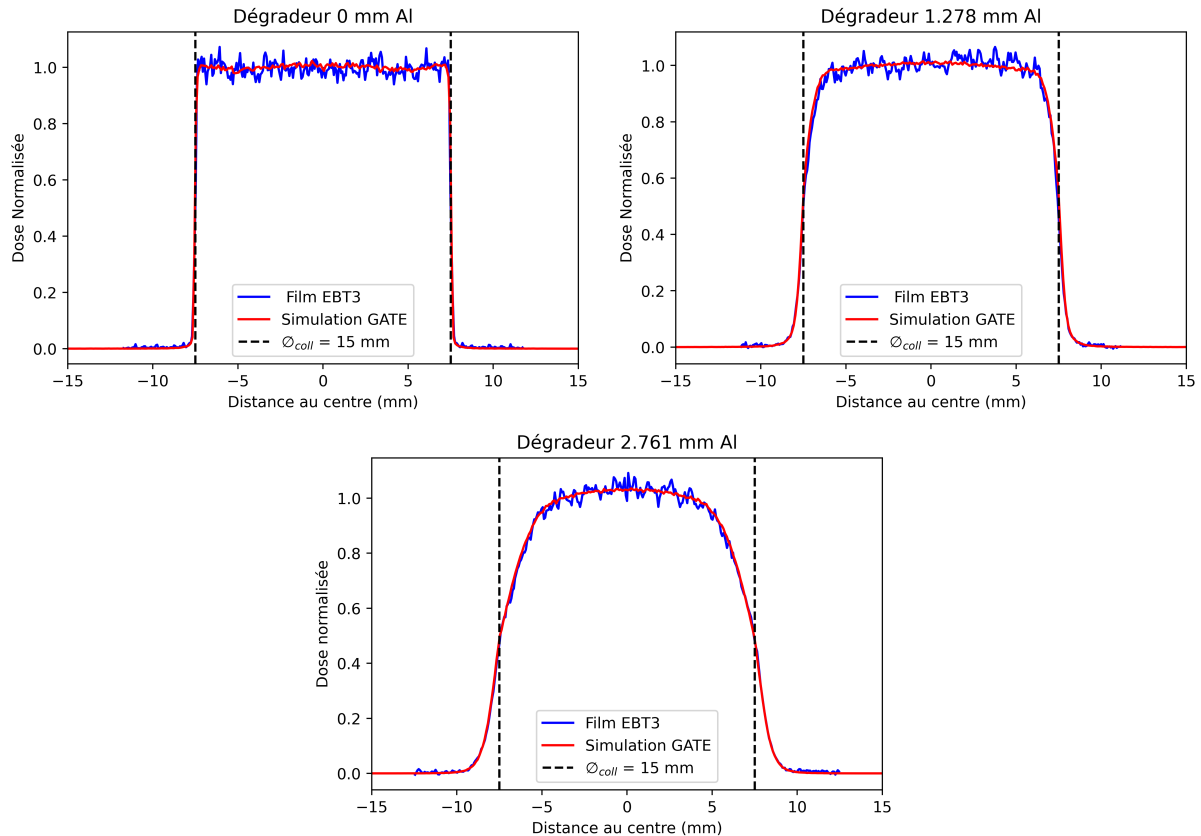 Dégradeur 0 mm Al
Dose Normalisée
1.0
0.8
0.6
0.4
0.2
0.0
Film EBT3
Simulation GATE
∅coll = 15 mm
−15 −10 −5 0 5 10 15
Distance au centre (mm)
Dégradeur 1.278 mm Al
Dose Normalisée
1.0
0.8
0.6
0.4
0.2
0.0
Film EBT3
Simulation GATE
∅coll = 15 mm
−15 −10 −5 0 5 10 15
Distance au centre (mm)
Dégradeur 2.761 mm Al
Dose normalisée
1.0
0.8
0.6
0.4
0.2
0.0
Film EBT3
Simulation GATE
∅coll = 15 mm
−15 −10 −5 0 5 10 15
Distance au centre (mm)